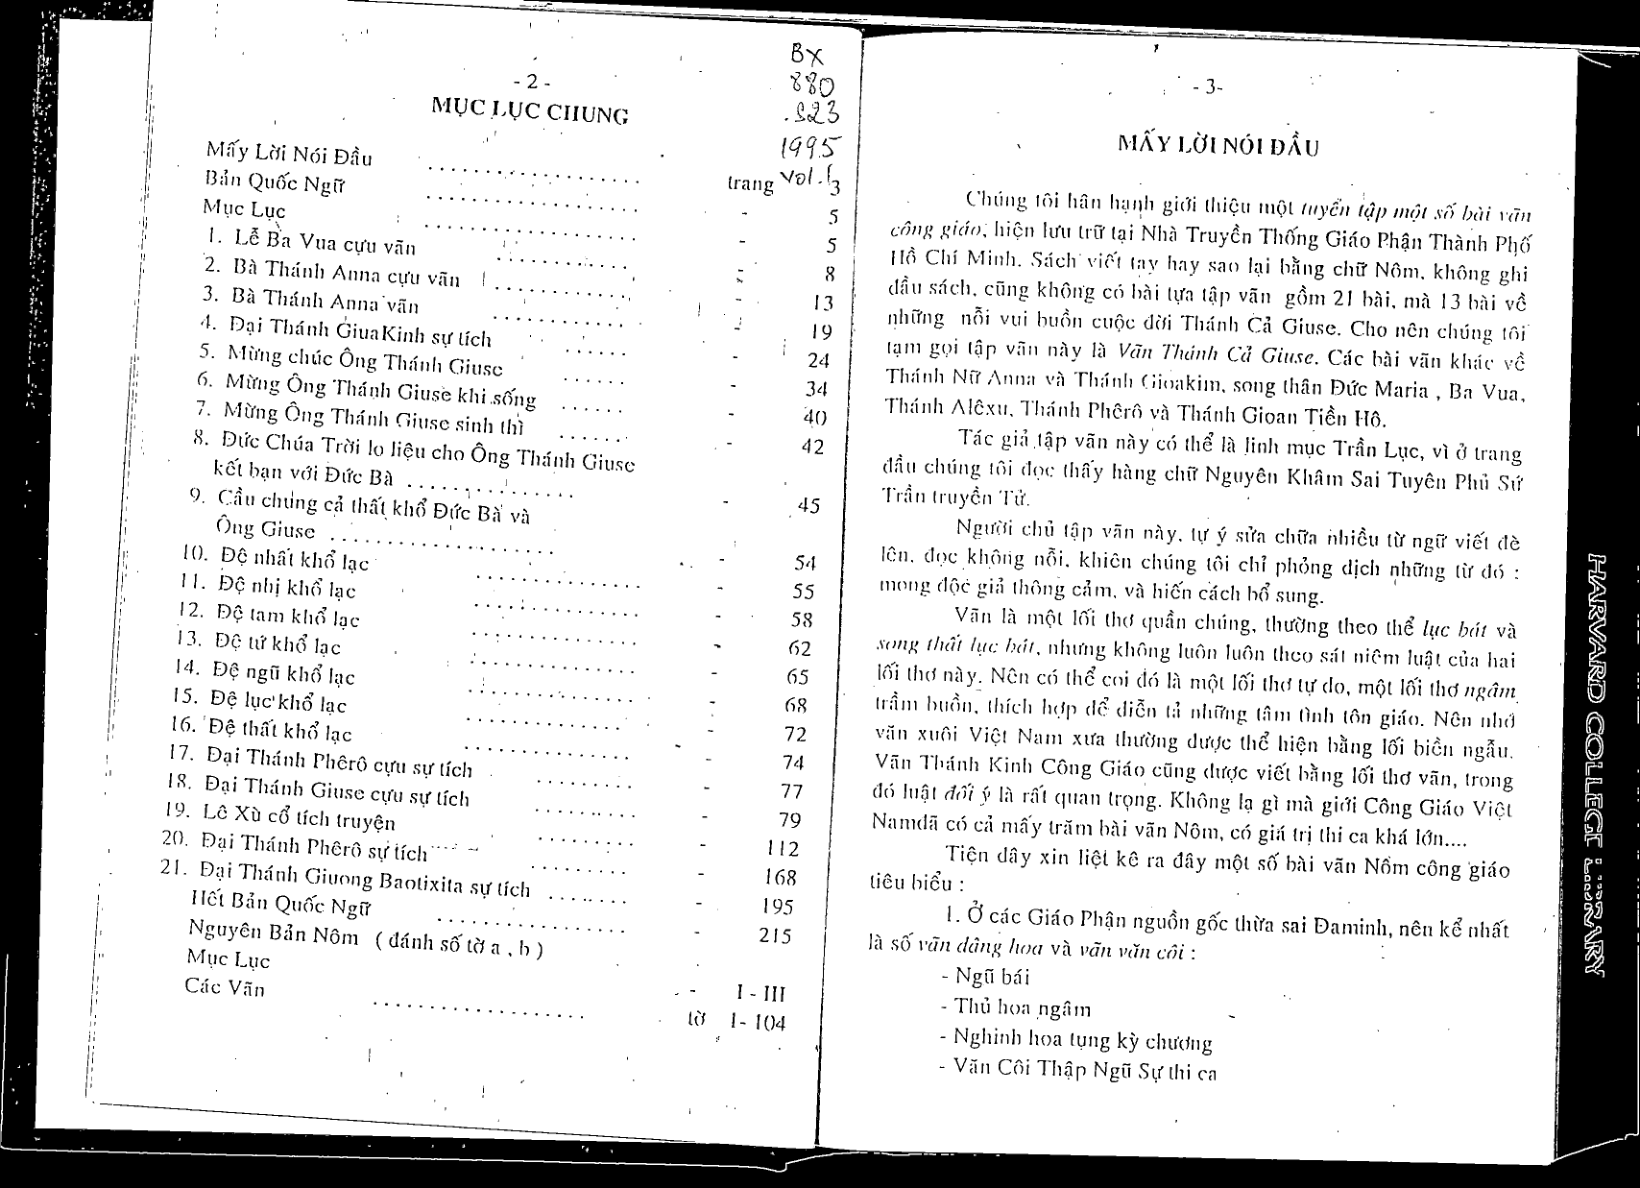 - 2 -
MỤC LỤC CHUNG
BX
880
.S23
1995
vol.1
Mấy Lời Nói Đầu .................... trang 3
Bản Quốc Ngữ .................... - 5
Mục Lục .................... - 5
1. Lễ Ba Vua cựu vãn ............. - 8
2. Bà Thánh Anna cựu vãn ............. - 13
3. Bà Thánh Anna vãn ............. - 19
4. Đại Thánh GiuaKinh sự tích ...... - 24
5. Mừng chúc Ông Thánh Giuse ...... - 34
6. Mừng Ông Thánh Giuse khi sống ...... - 40
7. Mừng Ông Thánh Giuse sinh thì ...... - 42
8. Đức Chúa Trời lo liệu cho Ông Thánh Giuse
kết bạn với Đức Bà ................ - 45
9. Cầu chung cả thất khổ Đức Bà và
Ông Giuse ..................... - 54
10. Đệ nhất khổ lạc ................ - 55
11. Đệ nhị khổ lạc ................ - 58
12. Đệ tam khổ lạc ................ - 62
13. Đệ tứ khổ lạc ................ - 65
14. Đệ ngũ khổ lạc ................ - 68
15. Đệ lục khổ lạc ................ - 72
16. Đệ thất khổ lạc ................ - 74
17. Đại Thánh Phêrô cựu sự tích .......... - 77
18. Đại Thánh Giuse cựu sự tích .......... - 79
19. Lê Xù cổ tích truyện .......... - 112
20. Đại Thánh Phêrô sự tích .......... - 168
21. Đại Thánh Giuong Baotixita sự tích ........ - 195
Hết Bản Quốc Ngữ .................. - 215
Nguyên Bản Nôm ( đánh số tờ a , b )
Mục Lục - I - III
Các Vãn .................... tờ 1- 104
- 3-
MẤY LỜI NÓI ĐẦU
Chúng tôi hân hạnh giới thiệu một tuyển tập một số bài vãn
công giáo, hiện lưu trữ tại Nhà Truyền Thống Giáo Phận Thành Phố
Hồ Chí Minh. Sách viết tay hay sao lại bằng chữ Nôm, không ghi
đầu sách, cũng không có bài tựa tập vãn gồm 21 bài, mà 13 bài về
những nỗi vui buồn cuộc đời Thánh Cả Giuse. Cho nên chúng tôi
tạm gọi tập vãn này là Vãn Thánh Cả Giuse. Các bài vãn khác về
Thánh Nữ Anna và Thánh Gioakim, song thân Đức Maria , Ba Vua,
Thánh Alêxu, Thánh Phêrô và Thánh Gioan Tiền Hô.
Tác giả tập vãn này có thể là linh mục Trần Lục, vì ở trang
đầu chúng tôi đọc thấy hàng chữ Nguyên Khâm Sai Tuyên Phủ Sứ
Trần truyền Tử.
Người chủ tập vãn này, tự ý sửa chữa nhiều từ ngữ viết đè
lên, đọc không nỗi, khiên chúng tôi chỉ phỏng dịch những từ đó :
mong độc giả thông cảm, và hiến cách bổ sung.
Vãn là một lối thơ quần chúng, thường theo thể lục bát và
song thất lục bát, nhưng không luôn luôn theo sát niêm luật của hai
lối thơ này. Nên có thể coi đó là một lối thơ tự do, một lối thơ ngâm
trầm buồn, thích hợp để diễn tả những tâm tình tôn giáo. Nên nhớ
văn xuôi Việt Nam xưa thường được thể hiện bằng lối biền ngẫu.
Văn Thánh Kinh Công Giáo cũng được viết bằng lối thơ vãn, trong
đó luật đối ý là rất quan trọng. Không lạ gì mà giới Công Giáo Việt
Namđã có cả mấy trăm bài vãn Nôm, có giá trị thi ca khá lớn....
Tiện đây xin liệt kê ra đây một số bài vãn Nôm công giáo
tiêu biểu :
1. Ở các Giáo Phận nguồn gốc thừa sai Đaminh, nên kể nhất
là số vãn dâng hoa và vãn văn côi :
- Ngũ bái
- Thủ hoa ngâm
- Nghinh hoa tụng kỳ chương
- Văn Côi Thập Ngũ Sự thi ca
HARVARD COLLEGE LIBRARY